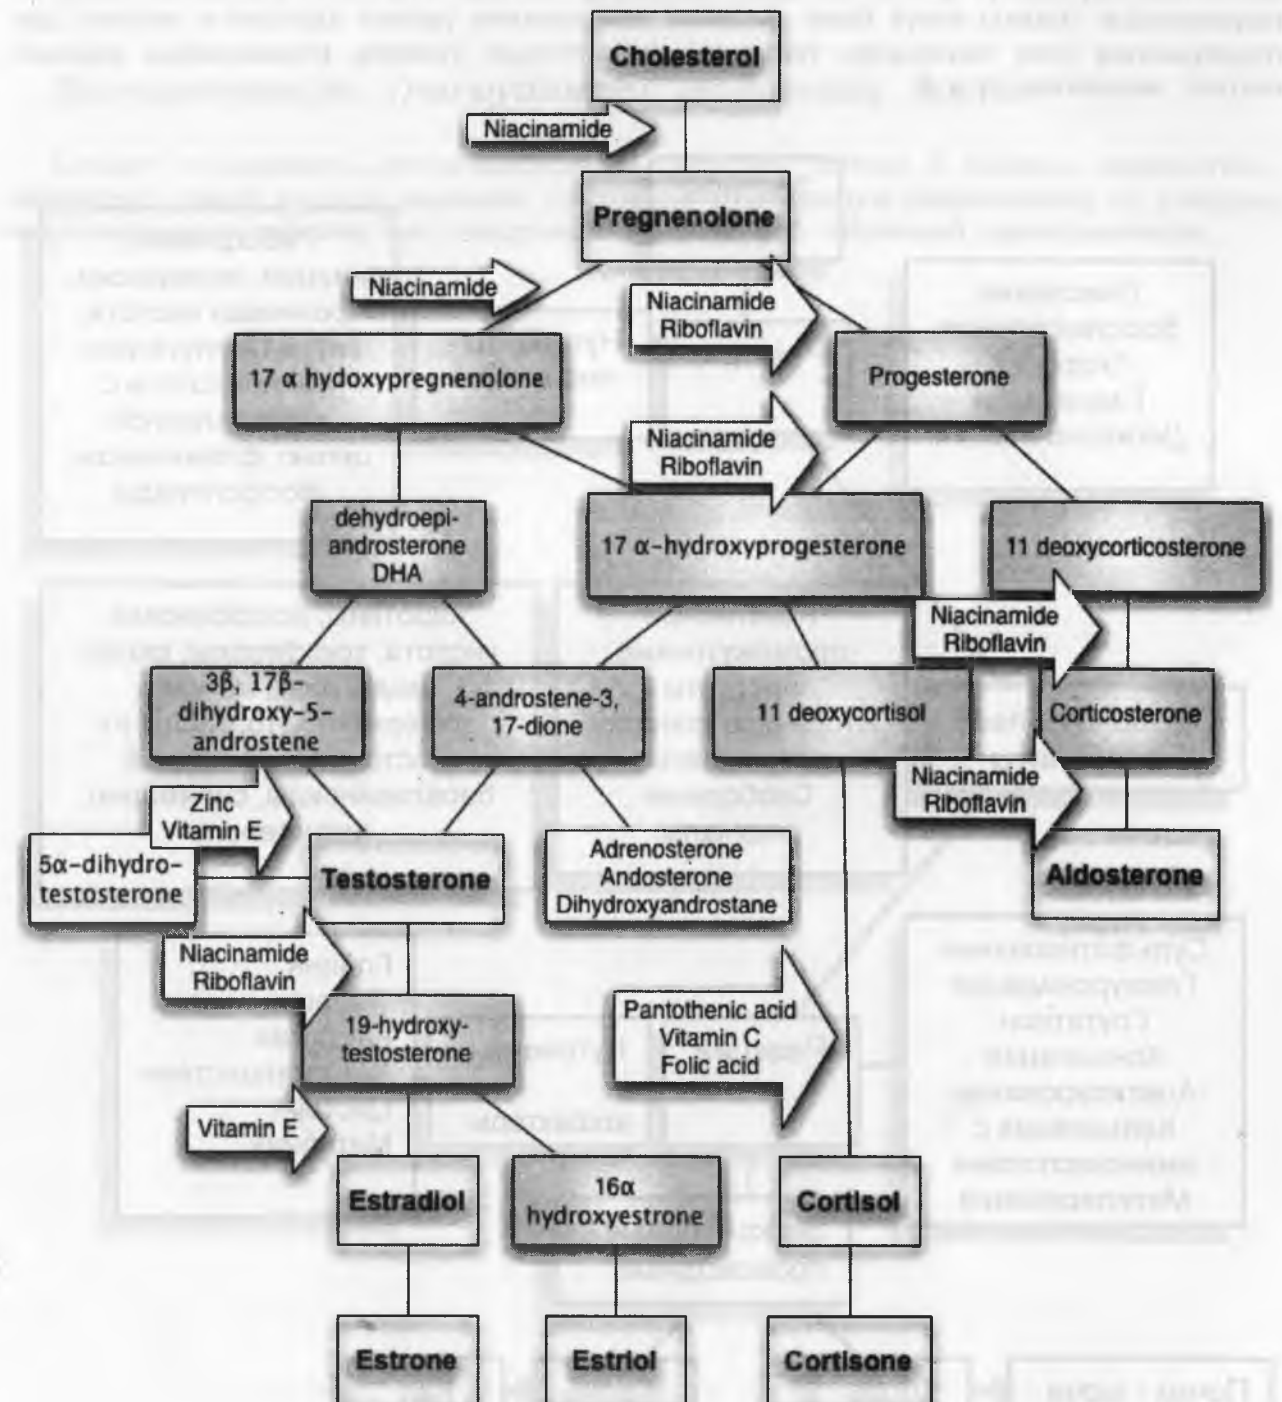 Cholesterol
Niacinamide
Pregnenolone
Niacinamide
Niacinamide
Riboflavin
17 α hydoxypregnenolone
Progesterone
Niacinamide
Riboflavin
dehydroepi-
androsterone
DHA
17 α-hydroxyprogesterone
11 deoxycorticosterone
Niacinamide
Riboflavin
3β, 17β-
dihydroxy-5-
androstene
4-androstene-3,
17-dione
11 deoxycortisol
Corticosterone
Niacinamide
Riboflavin
Zinc
Vitamin E
5α-dihydro-
testosterone
Testosterone
Adrenosterone
Andosterone
Dihydroxyandrostane
Aldosterone
Niacinamide
Riboflavin
19-hydroxy-
testosterone
Pantothenic acid
Vitamin C
Folic acid
Vitamin E
Estradiol
16α
hydroxyestrone
Cortisol
Estrone
Estriol
Cortisone